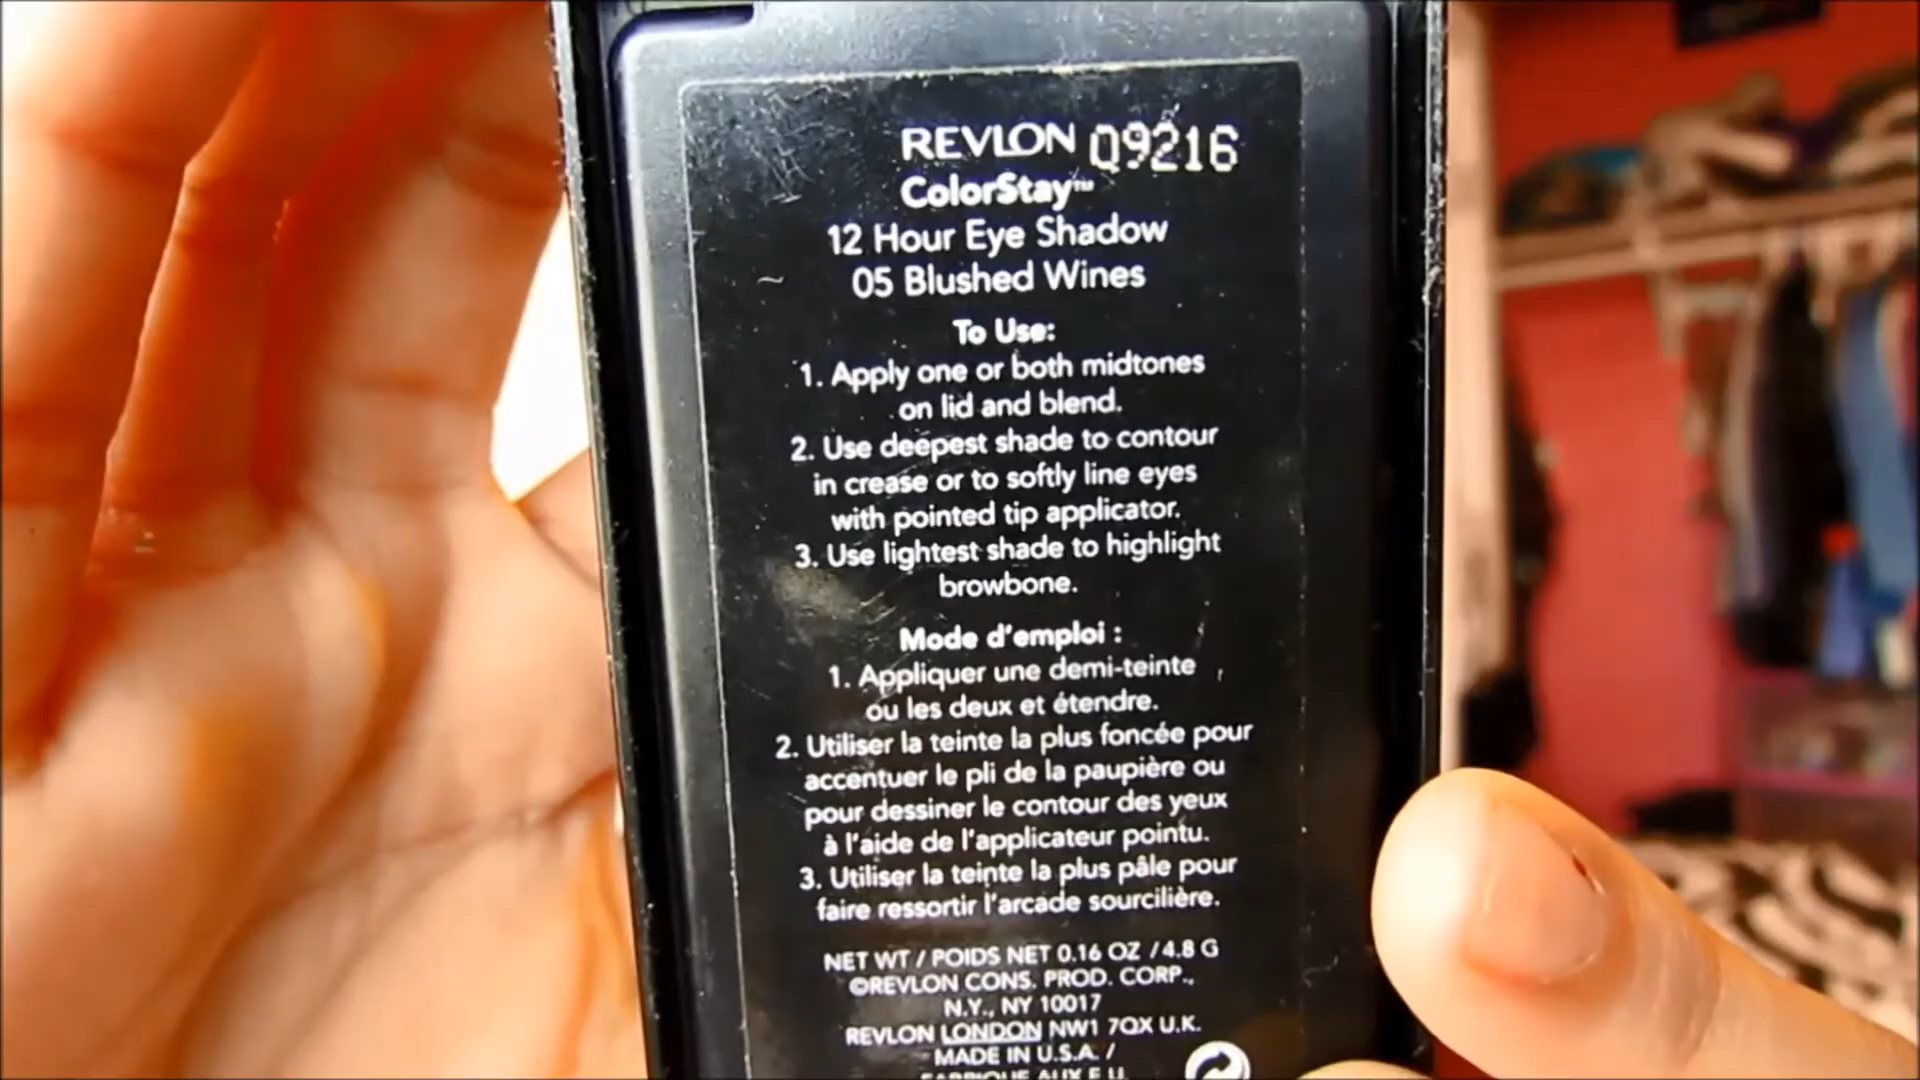 REVLON 09216
ColorStay™
12 Hour Eye Shadow
05 Blushed Wines
To Use:
1. Apply one or both midtones
on lid and blend.
2. Use deepest shade to contour
in crease or to softly line eyes
with pointed tip applicator.
3. Use lightest shade to highlight
browbone.
Mode d'emploi :
1. Appliquer une demi-teinte
ou les deux et étendre.
2. Utiliser la teinte la plus foncée pour
accentuer le pli de la paupière ou
pour dessiner le contour des yeux
à l'aide de l'applicateur pointu.
3. Utiliser la teinte la plus pâle pour
faire ressortir l'arcade sourcilière.
NET WT / POIDS NET 0.16 OZ / 4.8 G
©REVLON CONS. PROD. CORP.,
N.Y., NY 10017
REVLON LONDON NW1 7QX U.K.
MADE IN U.S.A. /
FABRIQUE AUX E.U.